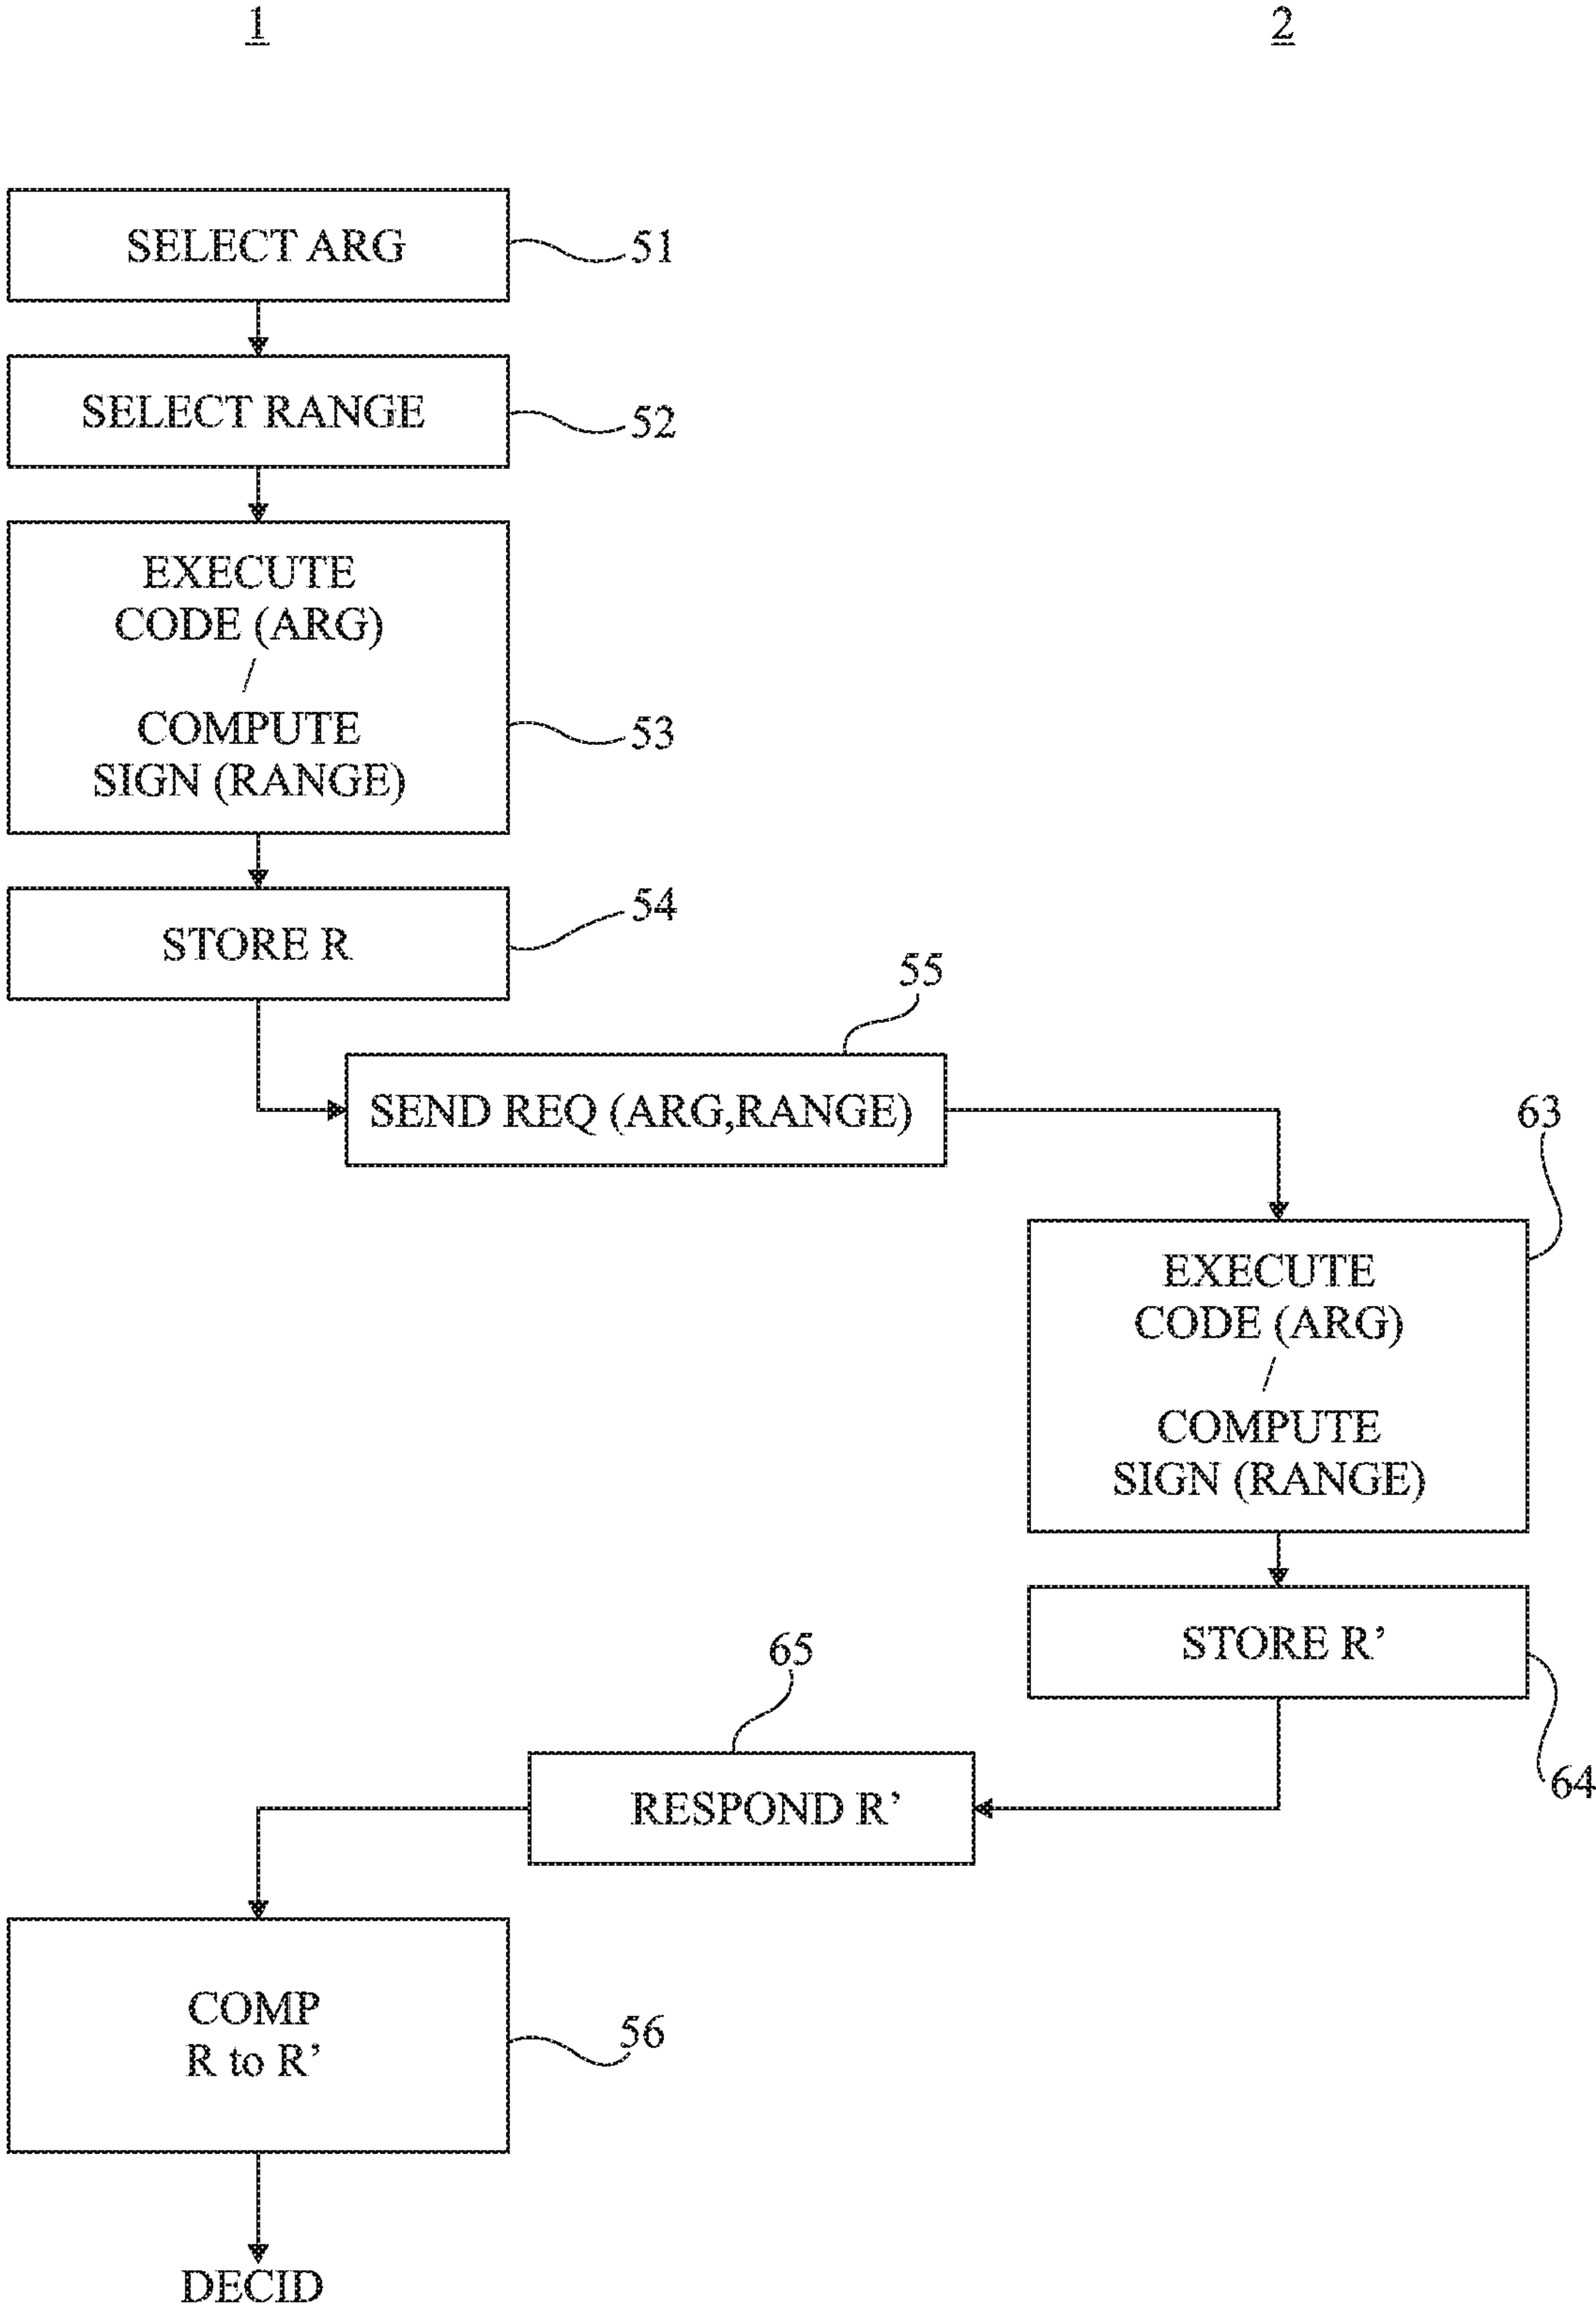 1
2
SELECT ARG
51
SELECT RANGE
52
EXECUTE
CODE (ARG)
/
COMPUTE
SIGN (RANGE)
53
STORE R
54
55
SEND REQ (ARG,RANGE)
63
EXECUTE
CODE (ARG)
/
COMPUTE
SIGN (RANGE)
STORE R’
64
65
RESPOND R’
COMP
R to R’
56
DECID